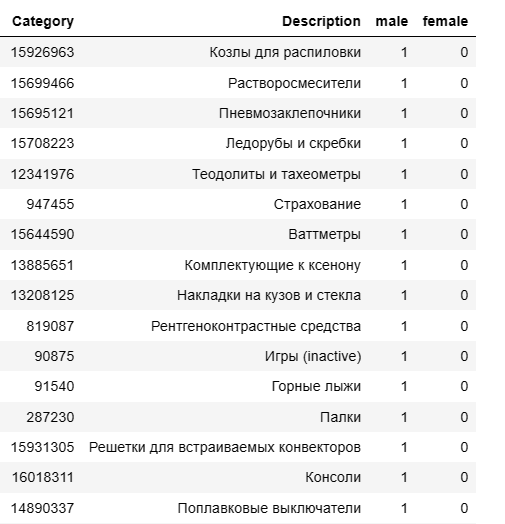 Category Description male female
15926963 Козлы для распиловки 1 0
15699466 Растворосмесители 1 0
15695121 Пневмозаклепочники 1 0
15708223 Ледорубы и скребки 1 0
12341976 Теодолиты и тахеометры 1 0
947455 Страхование 1 0
15644590 Ваттметры 1 0
13885651 Комплектующие к ксенону 1 0
13208125 Накладки на кузов и стекла 1 0
819087 Рентгеноконтрастные средства 1 0
90875 Игры (inactive) 1 0
91540 Горные лыжи 1 0
287230 Палки 1 0
15931305 Решетки для встраиваемых конвекторов 1 0
16018311 Консоли 1 0
14890337 Поплавковые выключатели 1 0